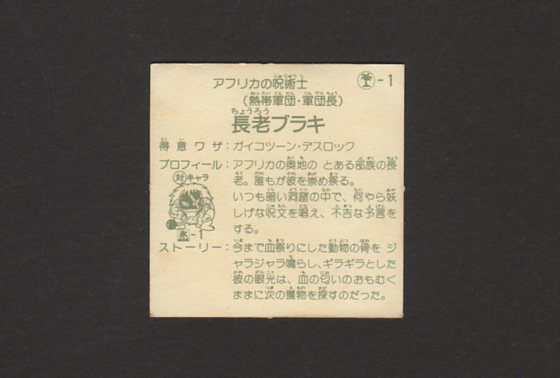 アフリカの呪術士 -1
(熱帯軍団・軍団長)
長老ブラキ
得意ワザ:ガイコツーン・デスロック
プロフィール:アフリカの奥地の とある部族の長
老。誰もが彼を崇め祭る。
いつも暗い洞窟の中で、何やら妖
しげな呪文を唱え、不吉な予言を
する。
対キャラ
-1
ストーリー:今まで血祭りにした動物の骨を ジ
ャラジャラ鳴らし、ギラギラとした
彼の眼光は、血の匂いのおもむく
ままに次の獲物を探すのだった。